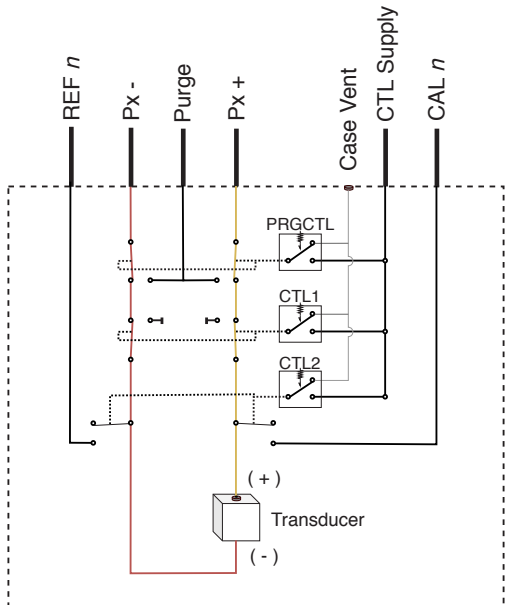 REF n
Px -
Purge
Px +
Case Vent
CTL Supply
CAL n
PRGCTL
CTL1
CTL2
( + )
Transducer
( - )